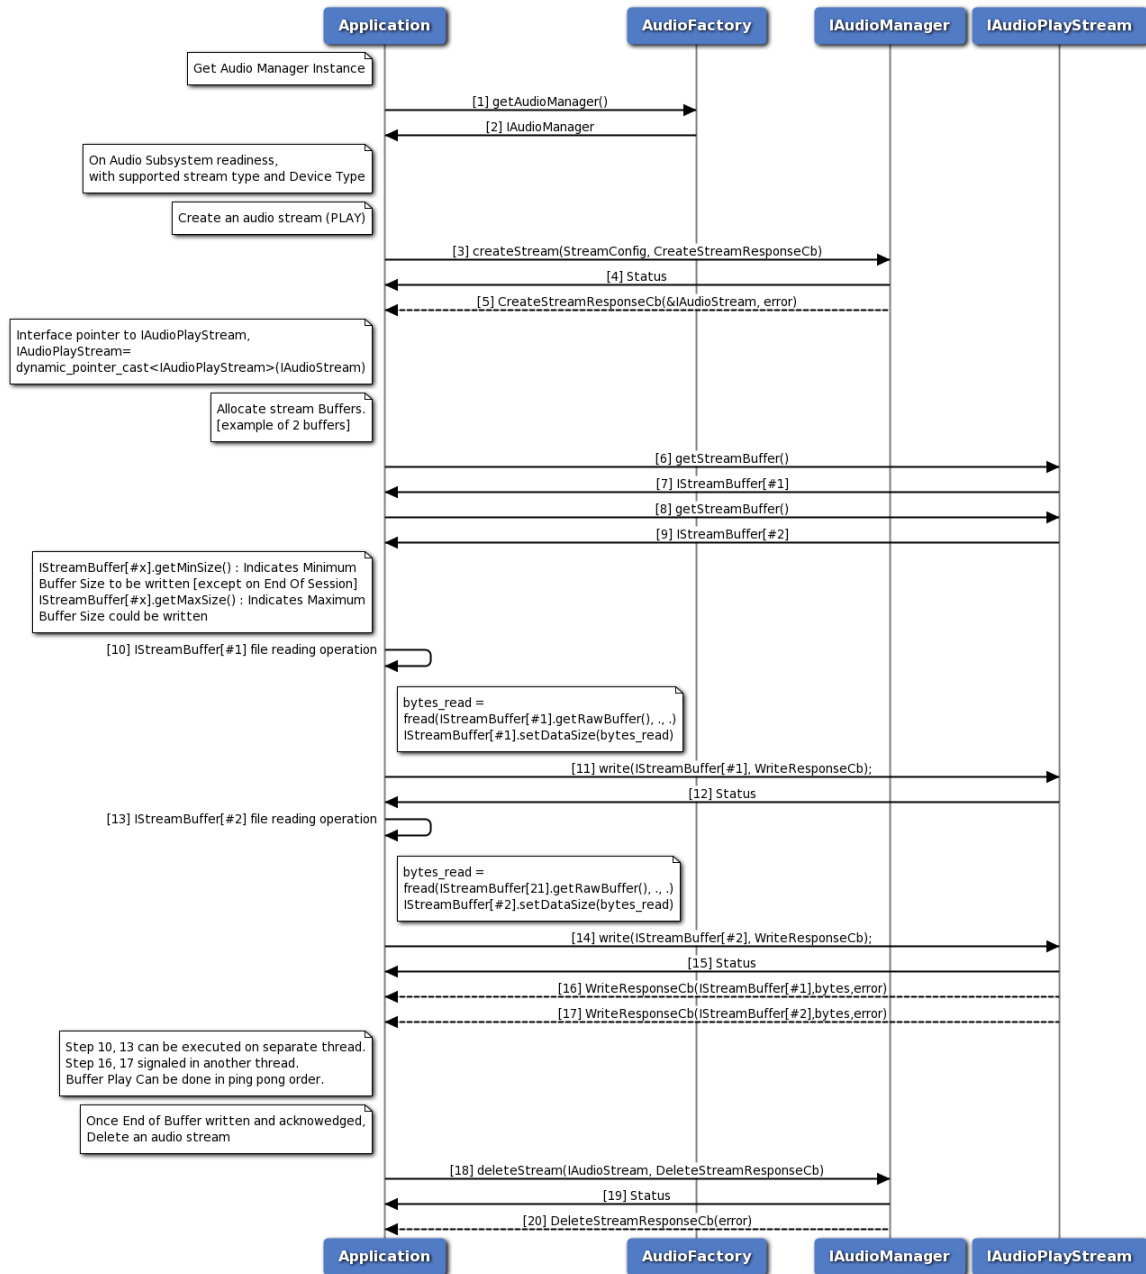 Application
AudioFactory
IAudioManager
IAudioPlayStream
Get Audio Manager Instance
[1] getAudioManager()
[2] IAudioManager
On Audio Subsystem readiness,
with supported stream type and Device Type
Create an audio stream (PLAY)
[3] createStream(StreamConfig, CreateStreamResponseCb)
[4] Status
[5] CreateStreamResponseCb(&IAudioStream, error)
Interface pointer to IAudioPlayStream,
IAudioPlayStream=
dynamic_pointer_cast<IAudioPlayStream>(IAudioStream)
Allocate stream Buffers.
[example of 2 buffers]
[6] getStreamBuffer()
[7] IStreamBuffer[#1]
[8] getStreamBuffer()
[9] IStreamBuffer[#2]
IStreamBuffer[#x].getMinSize() : Indicates Minimum
Buffer Size to be written [except on End Of Session]
IStreamBuffer[#x].getMaxSize() : Indicates Maximum
Buffer Size could be written
[10] IStreamBuffer[#1] file reading operation
bytes_read =
fread(IStreamBuffer[#1].getRawBuffer(), ., .)
IStreamBuffer[#1].setDataSize(bytes_read)
[11] write(IStreamBuffer[#1], WriteResponseCb);
[12] Status
[13] IStreamBuffer[#2] file reading operation
bytes_read =
fread(IStreamBuffer[21].getRawBuffer(), ., .)
IStreamBuffer[#2].setDataSize(bytes_read)
[14] write(IStreamBuffer[#2], WriteResponseCb);
[15] Status
[16] WriteResponseCb(IStreamBuffer[#1],bytes,error)
[17] WriteResponseCb(IStreamBuffer[#2],bytes,error)
Step 10, 13 can be executed on separate thread.
Step 16, 17 signaled in another thread.
Buffer Play Can be done in ping pong order.
Once End of Buffer written and acknowedged,
Delete an audio stream
[18] deleteStream(IAudioStream, DeleteStreamResponseCb)
[19] Status
[20] DeleteStreamResponseCb(error)
Application
AudioFactory
IAudioManager
IAudioPlayStream